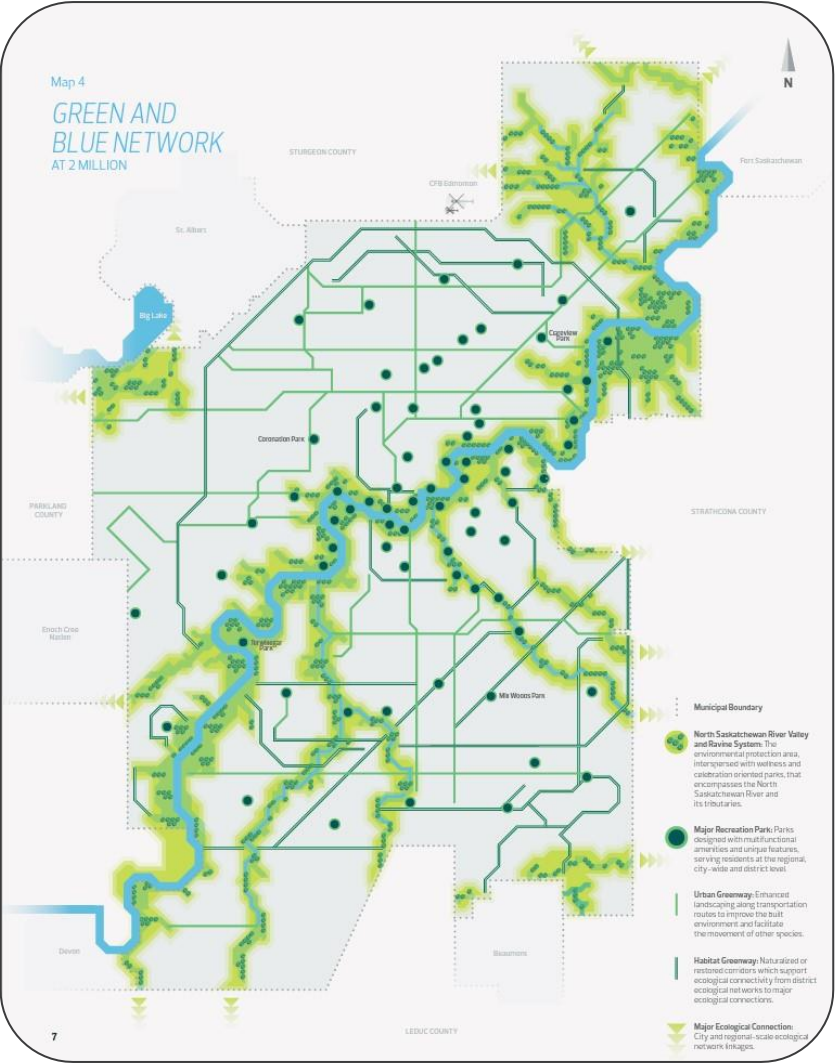 Map 4
GREEN AND
BLUE NETWORK
AT 2 MILLION
N
STURGEON COUNTY
CFB Edmonton
Fort Saskatchewan
St. Albert
Big Lake
Clareview
Park
Coronation Park
PARKLAND
COUNTY
STRATHCONA COUNTY
Enoch Cree
Nation
Terwillegar
Park
Mill Woods Park
Municipal Boundary
North Saskatchewan River Valley
and Ravine System: The
environmental protection area,
interspersed with wellness and
celebration oriented parks, that
encompasses the North
Saskatchewan River and
its tributaries.
Major Recreation Park: Parks
designed with multifunctional
amenities and unique features,
serving residents at the regional,
city-wide and district level.
Urban Greenway: Enhanced
landscaping along transportation
routes to improve the built
environment and facilitate
the movement of other species.
Habitat Greenway: Naturalized or
restored corridors which support
ecological connectivity from district
ecological networks to major
ecological connections.
Major Ecological Connection:
City and regional-scale ecological
network linkages.
Devon
Beaumont
LEDUC COUNTY
7